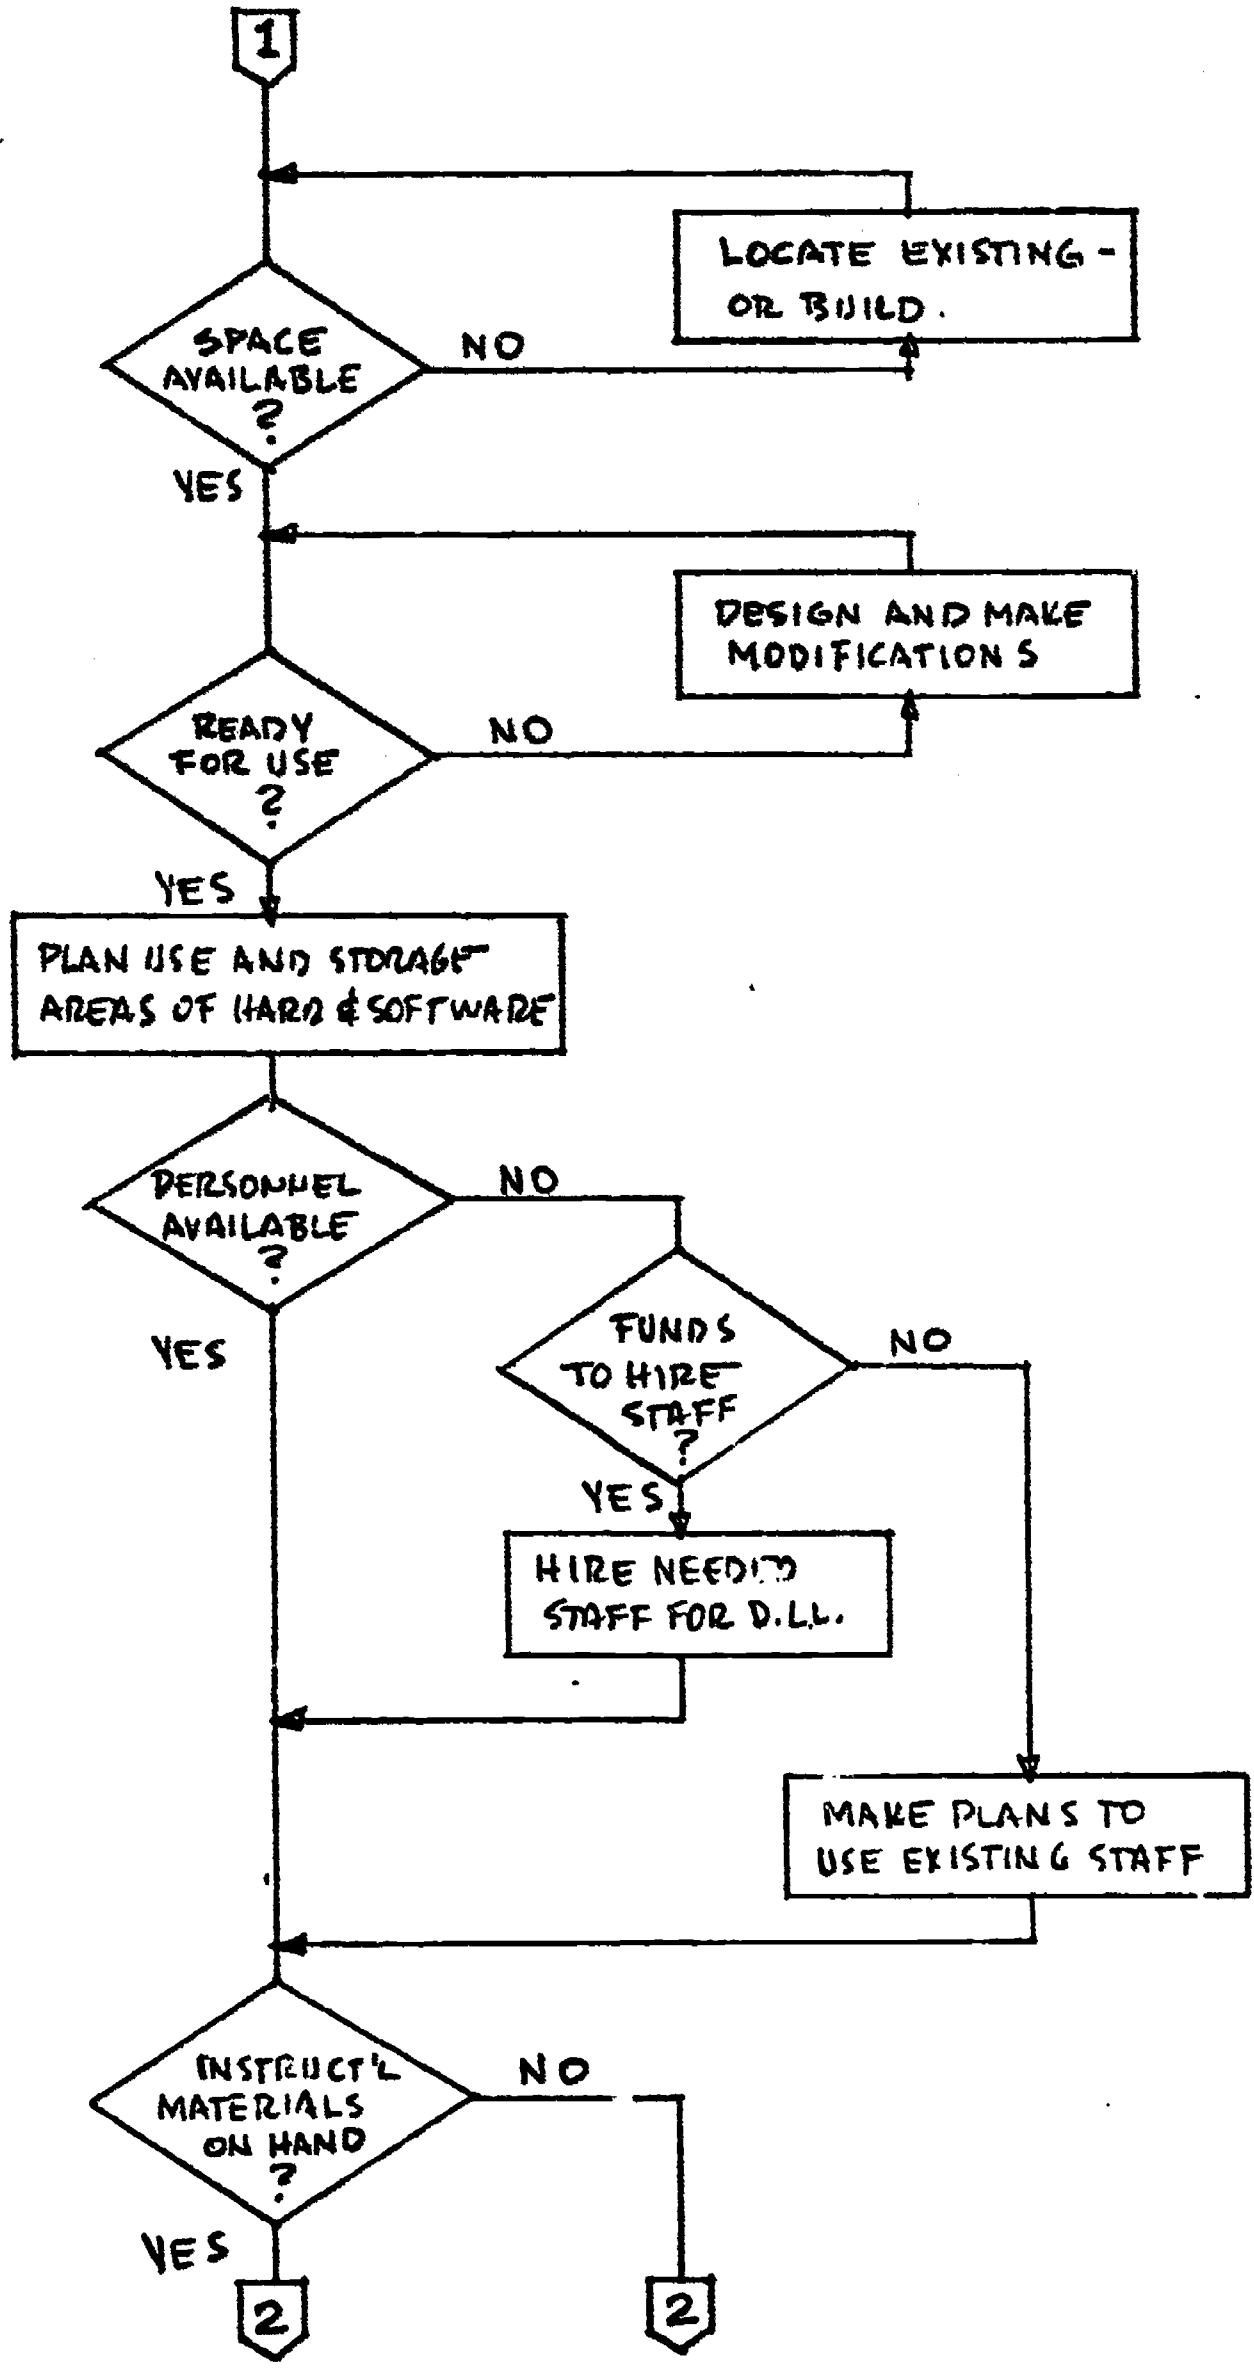 1
LOCATE EXISTING -
OR BUILD.
SPACE
AVAILABLE
?
NO
YES
DESIGN AND MAKE
MODIFICATIONS
READY
FOR USE
?
NO
YES
PLAN USE AND STORAGE
AREAS OF HARD & SOFTWARE
PERSONNEL
AVAILABLE
?
NO
YES
FUNDS
TO HIRE
STAFF
?
NO
YES
HIRE NEEDED
STAFF FOR D.L.L.
MAKE PLANS TO
USE EXISTING STAFF
INSTRUCT'L
MATERIALS
ON HAND
?
NO
YES
2
2